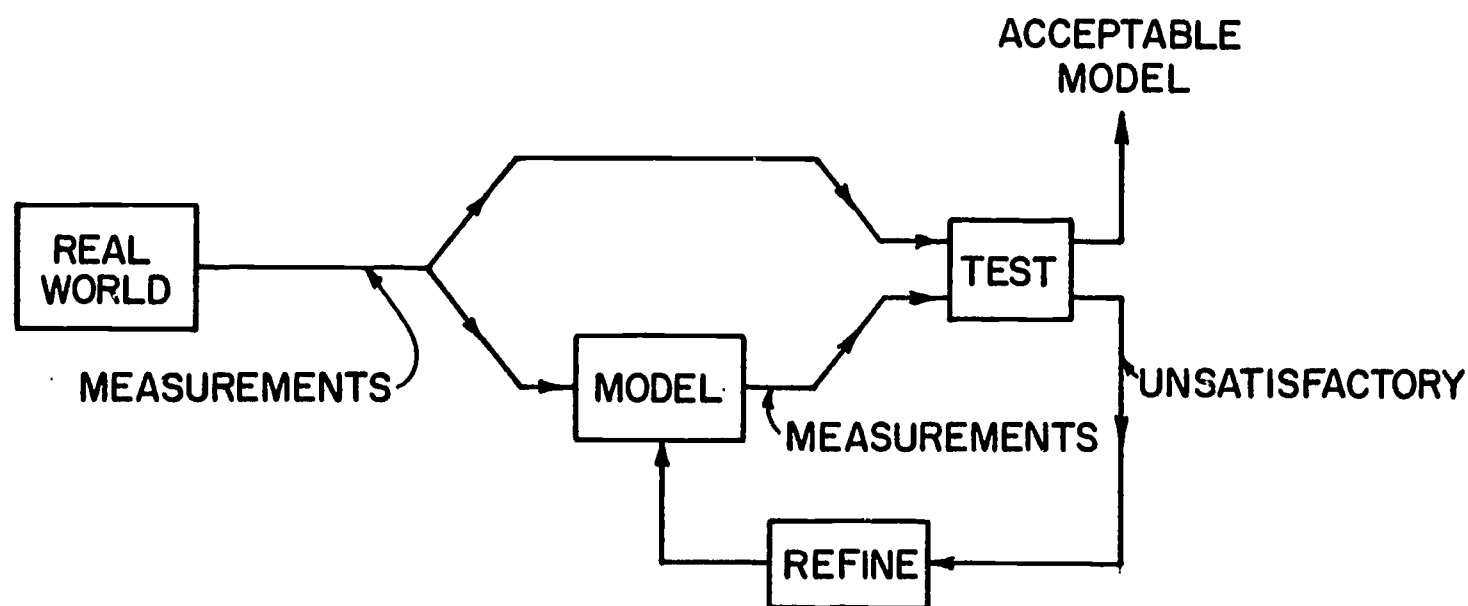 ACCEPTABLE
MODEL
REAL
WORLD
TEST
MEASUREMENTS
MODEL
UNSATISFACTORY
MEASUREMENTS
REFINE